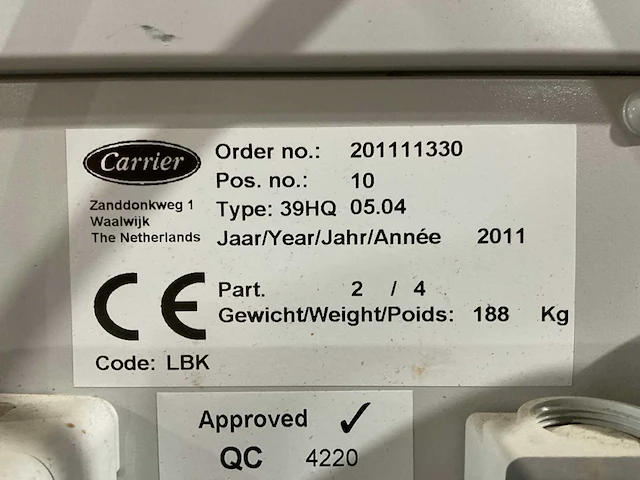 Carrier
Zanddonkweg 1
Waalwijk
The Netherlands
Order no.: 201111330
Pos. no.: 10
Type: 39HQ 05.04
Jaar/Year/Jahr/Année 2011
CE
Part. 2 / 4
Gewicht/Weight/Poids: 188 Kg
Code: LBK
Approved ✓
QC 4220